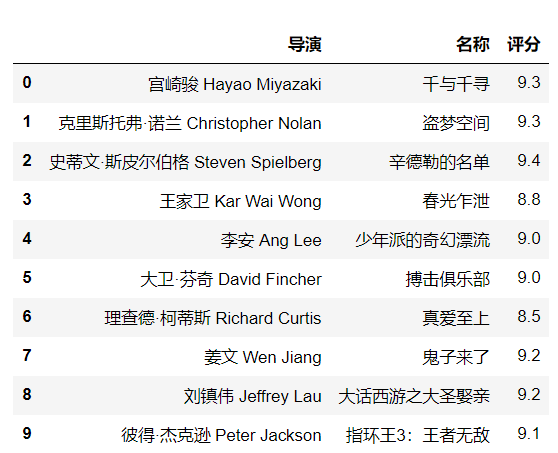 导演 名称 评分
0 宫崎骏 Hayao Miyazaki 千与千寻 9.3
1 克里斯托弗·诺兰 Christopher Nolan 盗梦空间 9.3
2 史蒂文·斯皮尔伯格 Steven Spielberg 辛德勒的名单 9.4
3 王家卫 Kar Wai Wong 春光乍泄 8.8
4 李安 Ang Lee 少年派的奇幻漂流 9.0
5 大卫·芬奇 David Fincher 搏击俱乐部 9.0
6 理查德·柯蒂斯 Richard Curtis 真爱至上 8.5
7 姜文 Wen Jiang 鬼子来了 9.2
8 刘镇伟 Jeffrey Lau 大话西游之大圣娶亲 9.2
9 彼得·杰克逊 Peter Jackson 指环王3：王者无敌 9.1